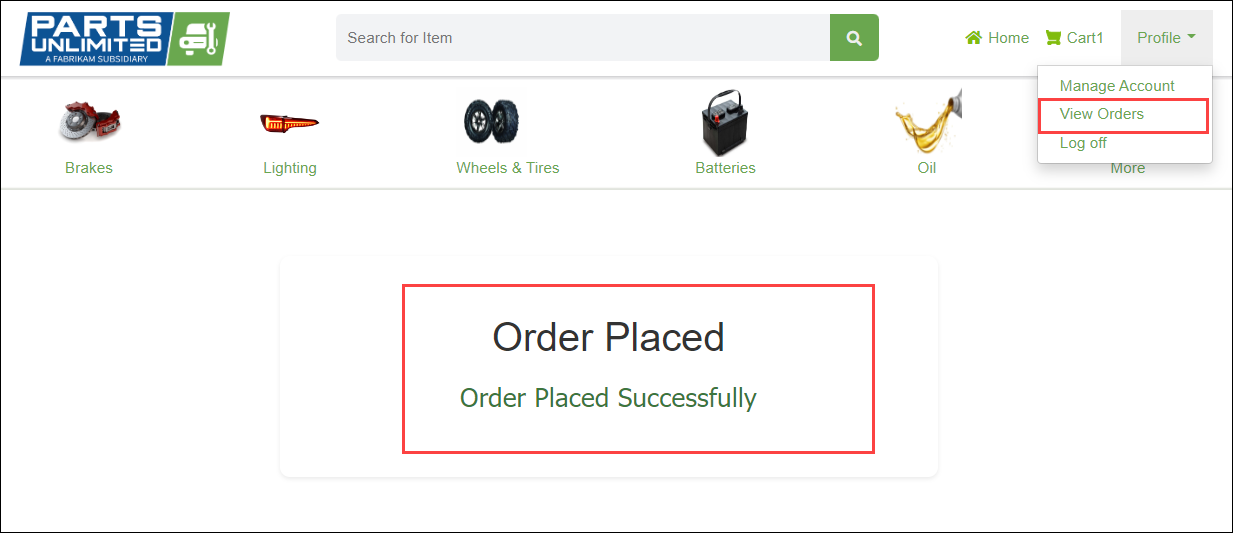 PARTS
UNLIMITED
A FABRIKAM SUBSIDIARY
Search for Item
Home
Cart1
Profile
Manage Account
View Orders
Log off
Brakes
Lighting
Wheels & Tires
Batteries
Oil
More
Order Placed
Order Placed Successfully